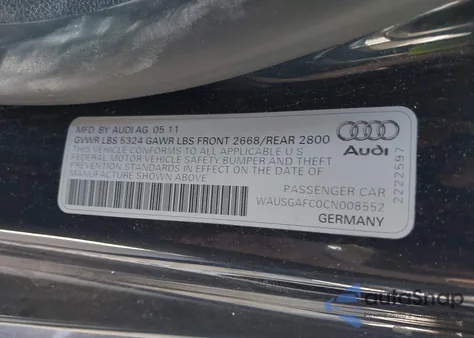 MFD. BY AUDI AG 05 11
GVWR LBS 5324 GAWR LBS FRONT 2668/REAR 2800
THIS VEHICLE CONFORMS TO ALL APPLICABLE U S
FEDERAL MOTOR VEHICLE SAFETY BUMPER AND THEFT
PREVENTION STANDARDS IN EFFECT ON THE DATE OF
MANUFACTURE SHOWN ABOVE
Audi
2222597
PASSENGER CAR
WAUSGAFC0CN008552
GERMANY
autoSnap